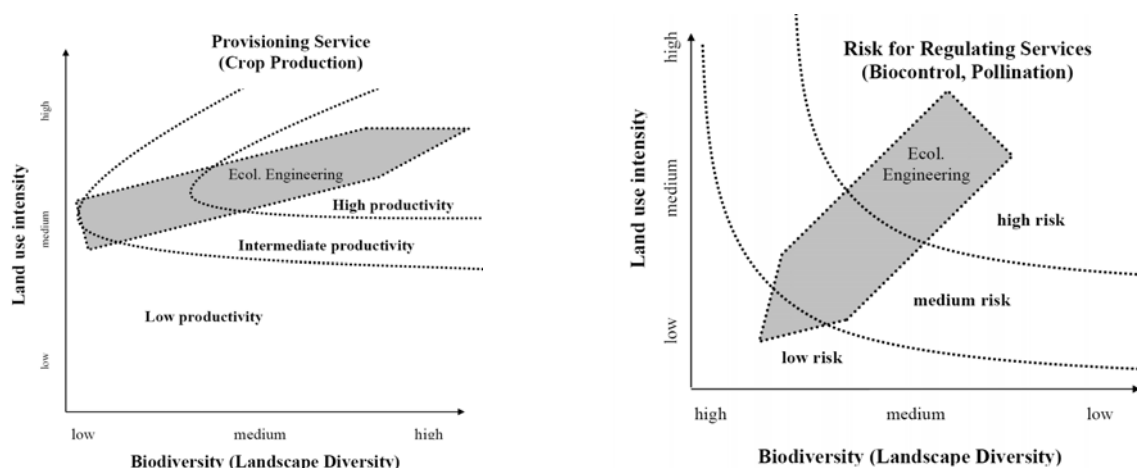 Provisioning Service
(Crop Production)
high
medium
low
Land use intensity
Ecol. Engineering
High productivity
Intermediate productivity
Low productivity
low medium high
Biodiversity (Landscape Diversity)
Risk for Regulating Services
(Biocontrol, Pollination)
high
medium
low
Land use intensity
Ecol.
Engineering
high risk
medium risk
low risk
high medium low
Biodiversity (Landscape Diversity)